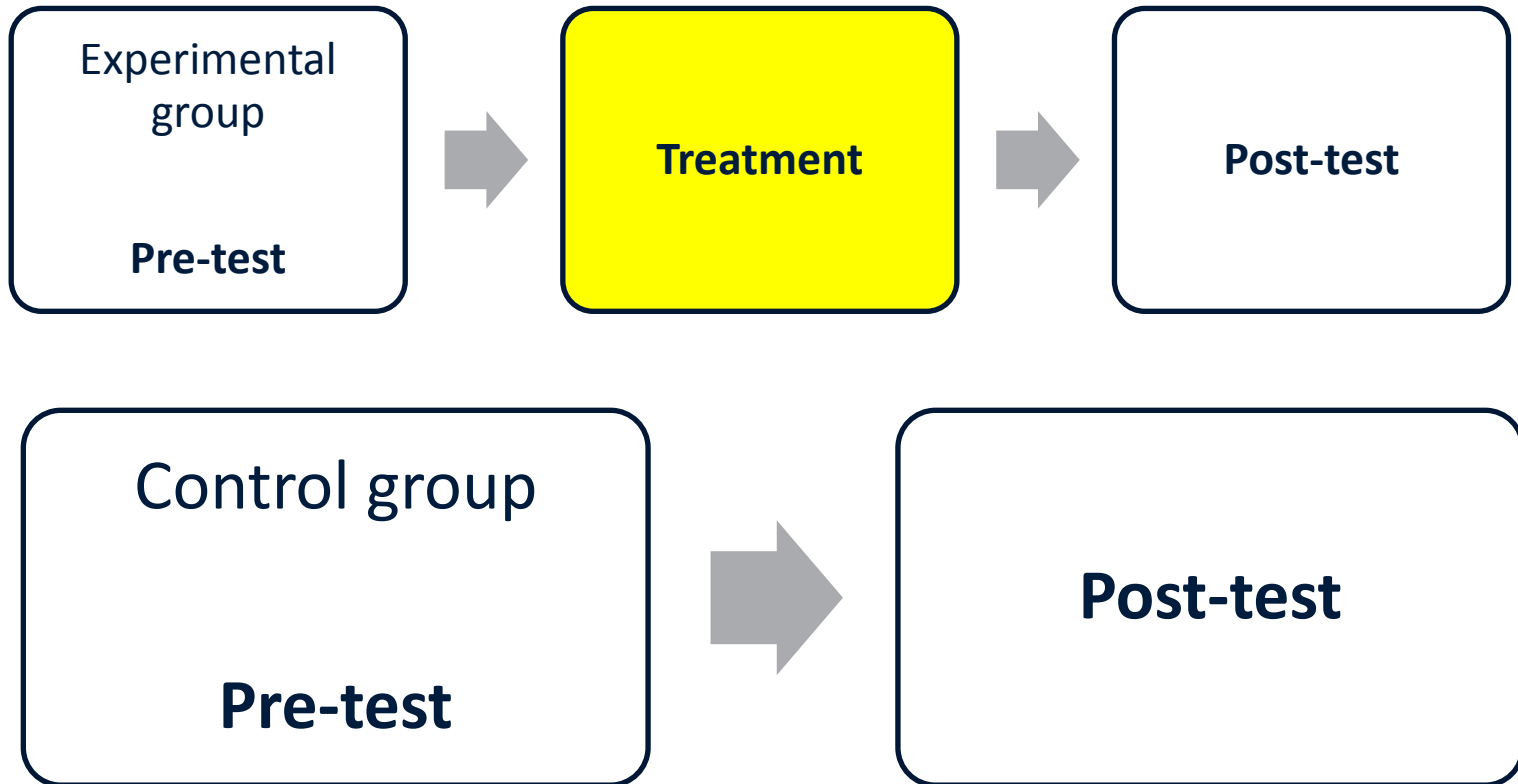 Experimental
group
Pre-test
Treatment
Post-test
Control group
Pre-test
Post-test